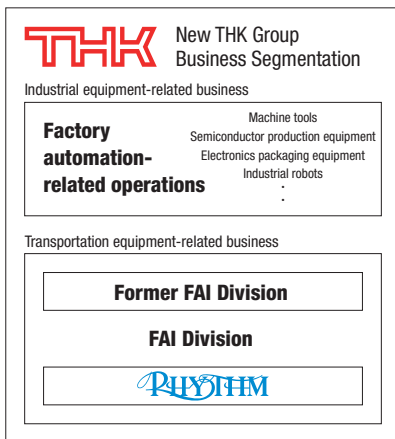 THK
New THK Group
Business Segmentation
Industrial equipment-related business
Factory
automation-
related operations
Machine tools
Semiconductor production equipment
Electronics packaging equipment
Industrial robots
·
·
Transportation equipment-related business
Former FAI Division
FAI Division
RHYTHM